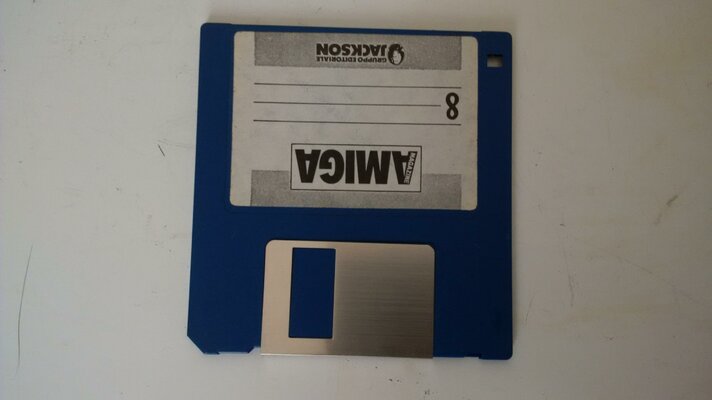 AMIGA
MAGAZINE
8
GRUPPO EDITORIALE
JACKSON